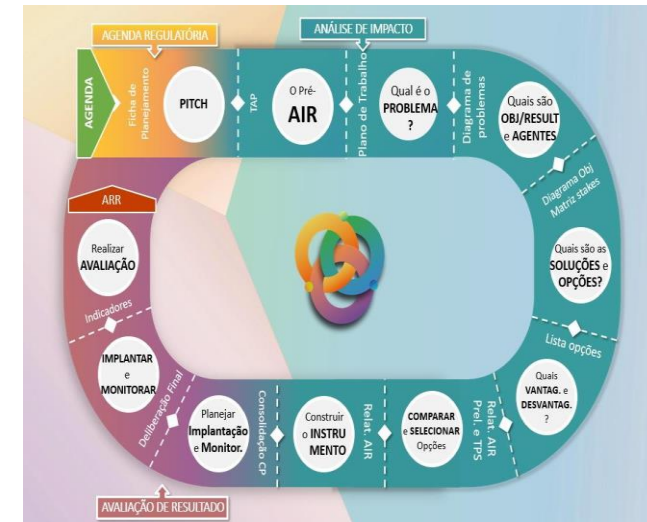 AGENDA REGULATÓRIA
ANÁLISE DE IMPACTO
AGENDA
Ficha de
Planejamento
PITCH
TAP
O Pré-
AIR
Plano de Trabalho
Qual é o
PROBLEMA
?
Diagrama de
problemas
Quais são
OBJ/RESULT
e AGENTES
Diagrama Obj
Matriz stakes
Quais são as
SOLUÇÕES e
OPÇÕES?
Lista opções
Quais
VANTAG. e
DESVANTAG.
?
Relat. AIR
Prel. e TPS
COMPARAR
e SELECIONAR
Opções
Relat. AIR
Construir
o INSTRU
MENTO
Consolidação CP
Planejar
Implantação
e Monitor.
Deliberação Final
IMPLANTAR
e
MONITORAR
Indicadores
Realizar
AVALIAÇÃO
ARR
AVALIAÇÃO DE RESULTADO